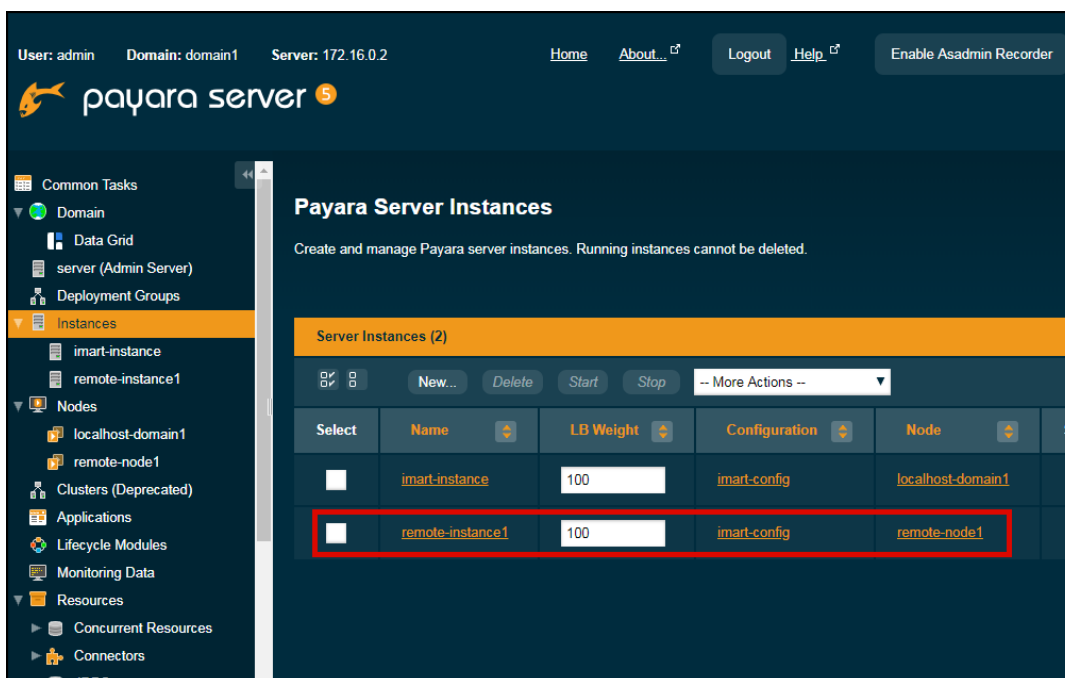 User: admin Domain: domain1 Server: 172.16.0.2 Home About... Logout Help Enable Asadmin Recorder
payara server 5
Common Tasks
Domain
Data Grid
server (Admin Server)
Deployment Groups
Instances
imart-instance
remote-instance1
Nodes
localhost-domain1
remote-node1
Clusters (Deprecated)
Applications
Lifecycle Modules
Monitoring Data
Resources
Concurrent Resources
Connectors
Payara Server Instances
Create and manage Payara server instances. Running instances cannot be deleted.
Server Instances (2)
New... Delete Start Stop -- More Actions --
Select Name LB Weight Configuration Node
imart-instance 100 imart-config localhost-domain1
remote-instance1 100 imart-config remote-node1